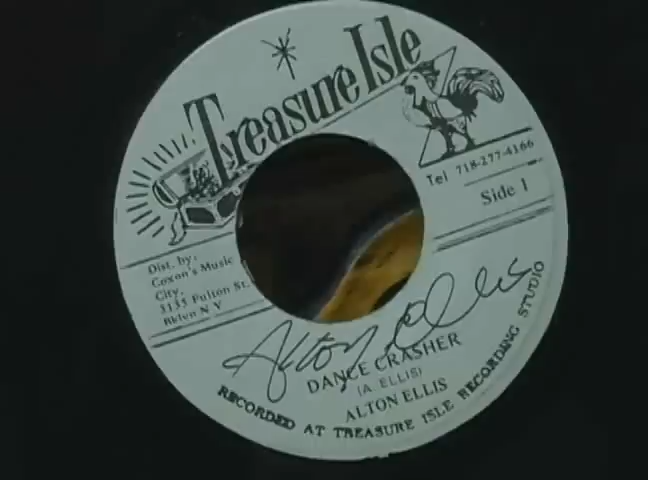 Treasure Isle
Tel 718-277-4166
Side 1
Dist. by:
Coxon's Music
City.
3135 Fulton St.
Bklyn N Y
Alton Ellis
DANCE CRASHER
(A. ELLIS)
ALTON ELLIS
RECORDED AT TREASURE ISLE RECORDING STUDIO